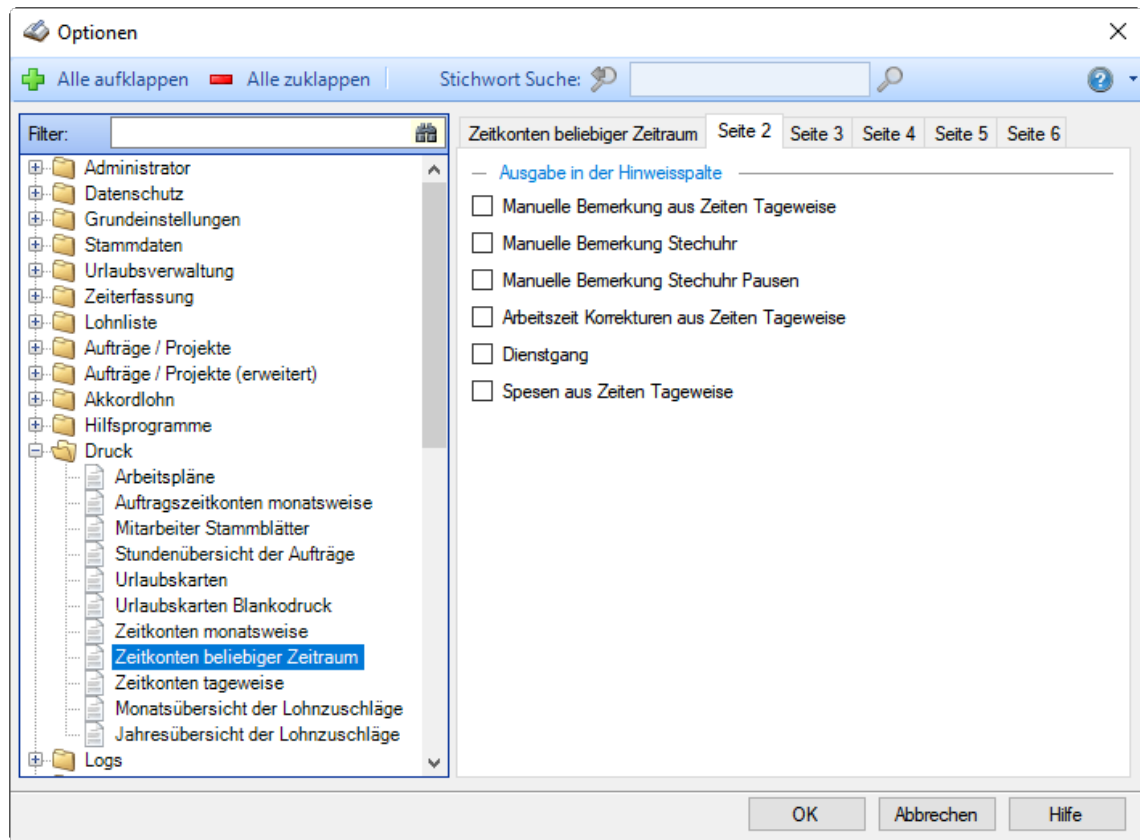 Optionen
Alle aufklappen Alle zuklappen Stichwort Suche:
Filter:
Administrator
Datenschutz
Grundeinstellungen
Stammdaten
Urlaubsverwaltung
Zeiterfassung
Lohnliste
Aufträge / Projekte
Aufträge / Projekte (erweitert)
Akkordlohn
Hilfsprogramme
Druck
Arbeitspläne
Auftragszeitkonten monatsweise
Mitarbeiter Stammblätter
Stundenübersicht der Aufträge
Urlaubskarten
Urlaubskarten Blankodruck
Zeitkonten monatsweise
Zeitkonten beliebiger Zeitraum
Zeitkonten tageweise
Monatsübersicht der Lohnzuschläge
Jahresübersicht der Lohnzuschläge
Logs
Zeitkonten beliebiger Zeitraum Seite 2 Seite 3 Seite 4 Seite 5 Seite 6
Ausgabe in der Hinweisspalte
Manuelle Bemerkung aus Zeiten Tageweise
Manuelle Bemerkung Stechuhr
Manuelle Bemerkung Stechuhr Pausen
Arbeitszeit Korrekturen aus Zeiten Tageweise
Dienstgang
Spesen aus Zeiten Tageweise
OK Abbrechen Hilfe